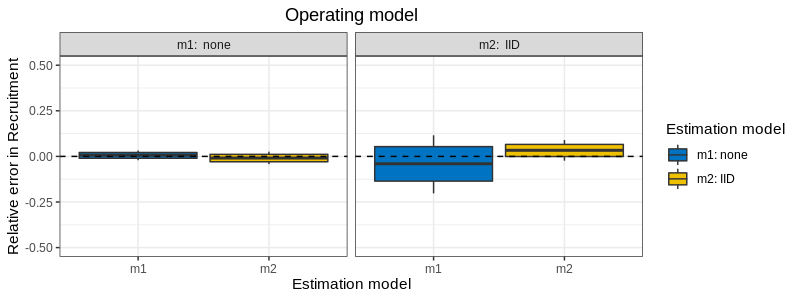 Operating model
m1: none
m2: IID
Relative error in Recruitment
0.50
0.25
0.00
-0.25
-0.50
m1
m2
m1
m2
Estimation model
Estimation model
m1: none
m2: IID